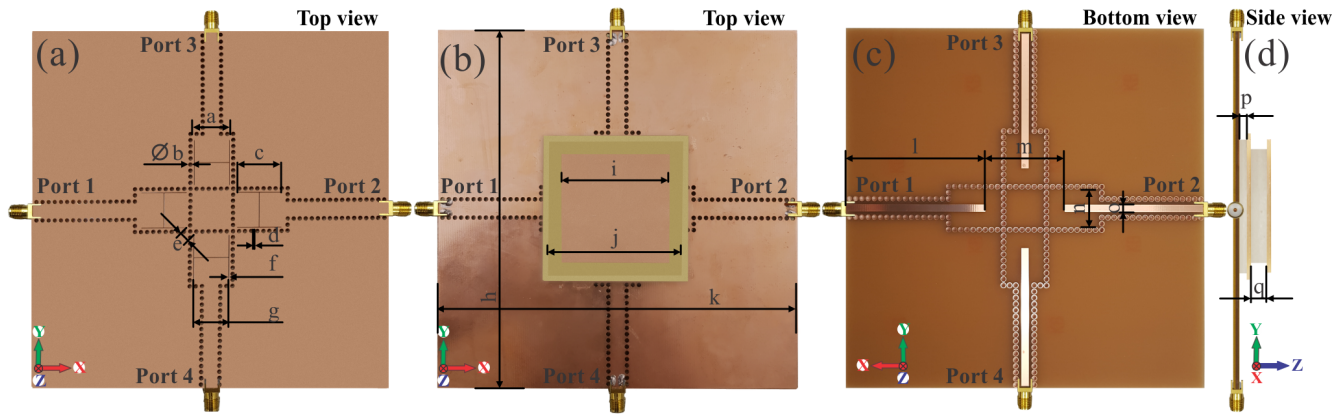 Top view
(a)
Port 3
a
Ø b
c
Port 1
Port 2
e
d
f
g
Port 4
Y
X
Z
Top view
(b)
Port 3
i
Port 1
Port 2
j
h
k
Port 4
Y
X
Z
Bottom view
(c)
Port 3
l
m
Port 1
Port 2
n
o
Port 4
Y
X
Z
Side view
(d)
p
q
Y
X
Z